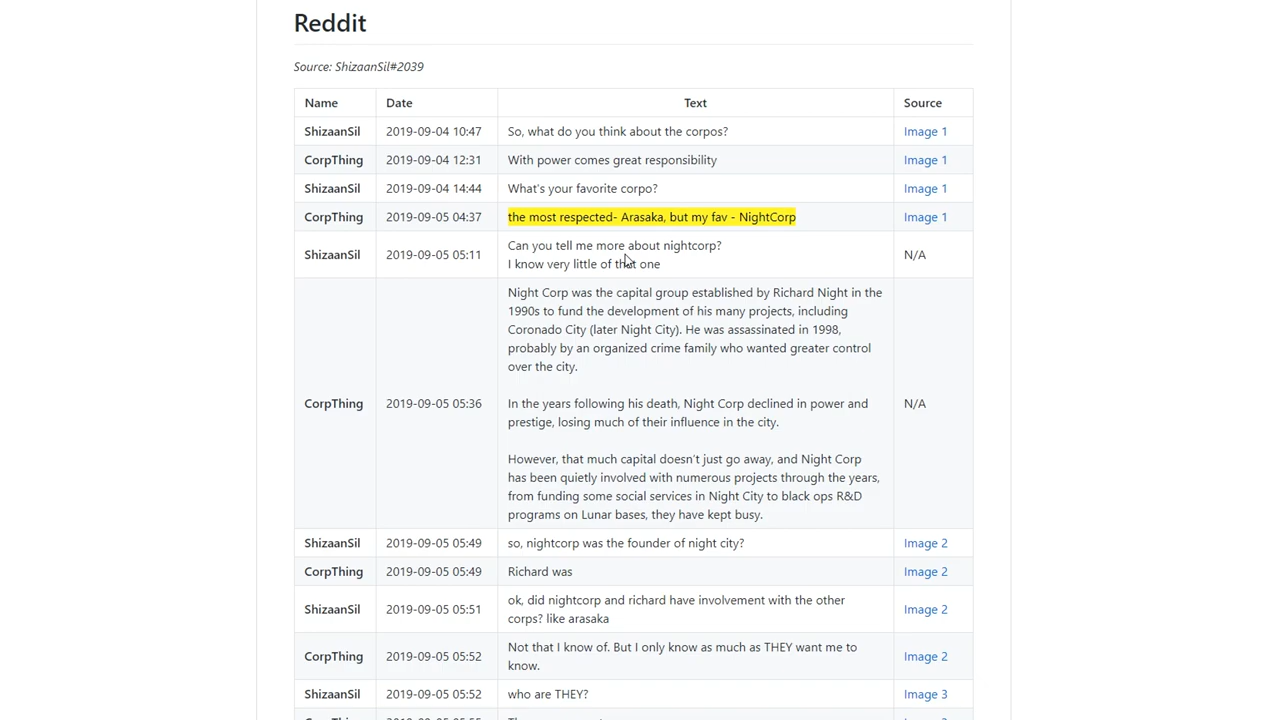 Reddit
Source: ShizaanSil#2039
Name Date Text Source
ShizaanSil 2019-09-04 10:47 So, what do you think about the corpos? Image 1
CorpThing 2019-09-04 12:31 With power comes great responsibility Image 1
ShizaanSil 2019-09-04 14:44 What's your favorite corpo? Image 1
CorpThing 2019-09-05 04:37 the most respected- Arasaka, but my fav - NightCorp Image 1
ShizaanSil 2019-09-05 05:11 Can you tell me more about nightcorp?
I know very little of that one N/A
CorpThing 2019-09-05 05:36 Night Corp was the capital group established by Richard Night in the
1990s to fund the development of his many projects, including
Coronado City (later Night City). He was assassinated in 1998,
probably by an organized crime family who wanted greater control
over the city.
In the years following his death, Night Corp declined in power and
prestige, losing much of their influence in the city.
However, that much capital doesn't just go away, and Night Corp
has been quietly involved with numerous projects through the years,
from funding some social services in Night City to black ops R&D
programs on Lunar bases, they have kept busy. N/A
ShizaanSil 2019-09-05 05:49 so, nightcorp was the founder of night city? Image 2
CorpThing 2019-09-05 05:49 Richard was Image 2
ShizaanSil 2019-09-05 05:51 ok, did nightcorp and richard have involvement with the other
corps? like arasaka Image 2
CorpThing 2019-09-05 05:52 Not that I know of. But I only know as much as THEY want me to
know. Image 2
ShizaanSil 2019-09-05 05:52 who are THEY? Image 3